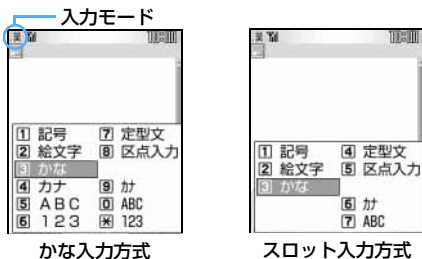 入力モード
漢
10:00
1 記号 7 定型文
2 絵文字 8 区点入力
3 かな
4 カナ 9 カナ
5 ABC 0 ABC
6 123 * 123
かな入力方式
漢
10:00
1 記号 4 定型文
2 絵文字 5 区点入力
3 かな
6 カナ
7 ABC
スロット入力方式